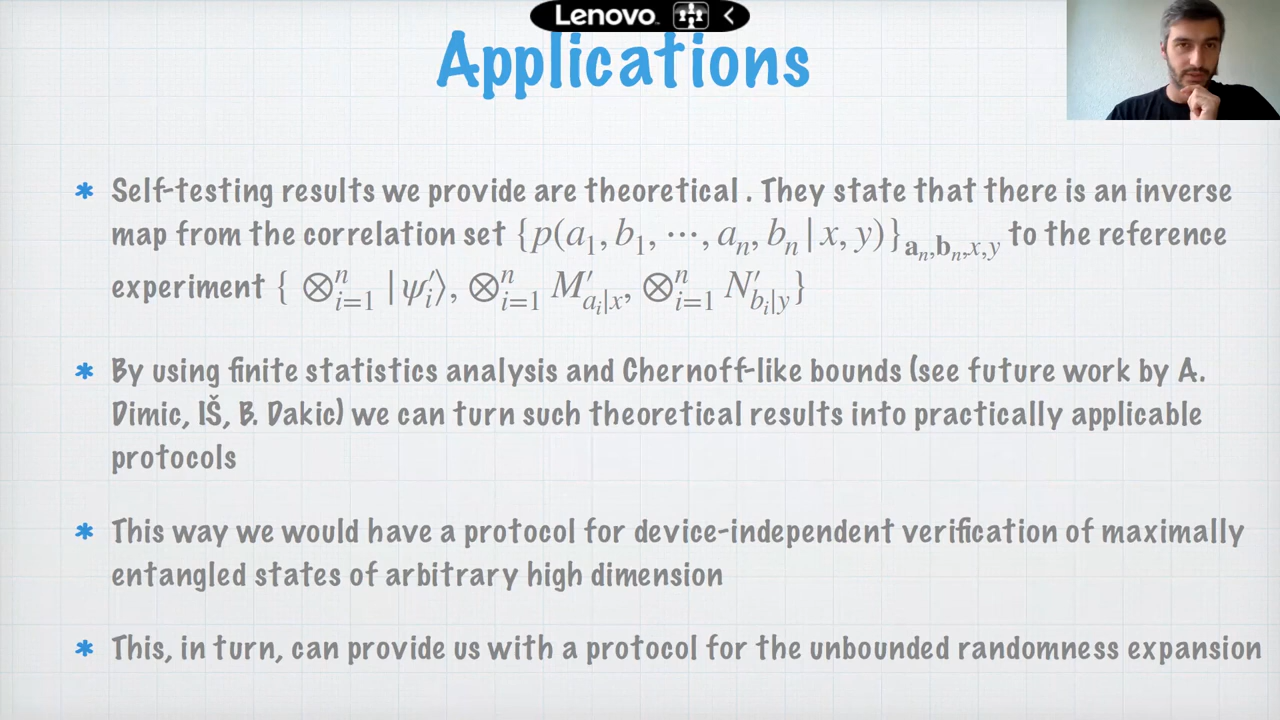 Lenovo
Applications
* Self-testing results we provide are theoretical . They state that there is an inverse
map from the correlation set {p(a₁, b₁, ⋯, aₙ, bₙ | x, y)}ₐₙ,bₙ,x,y to the reference
experiment { ⊗ⁿᵢ₌₁ |ψ′ᵢ⟩, ⊗ⁿᵢ₌₁ M′_{aᵢ|x}, ⊗ⁿᵢ₌₁ N′_{bᵢ|y}}
* By using finite statistics analysis and Chernoff-like bounds (see future work by A.
Dimic, IŠ, B. Dakic) we can turn such theoretical results into practically applicable
protocols
* This way we would have a protocol for device-independent verification of maximally
entangled states of arbitrary high dimension
* This, in turn, can provide us with a protocol for the unbounded randomness expansion